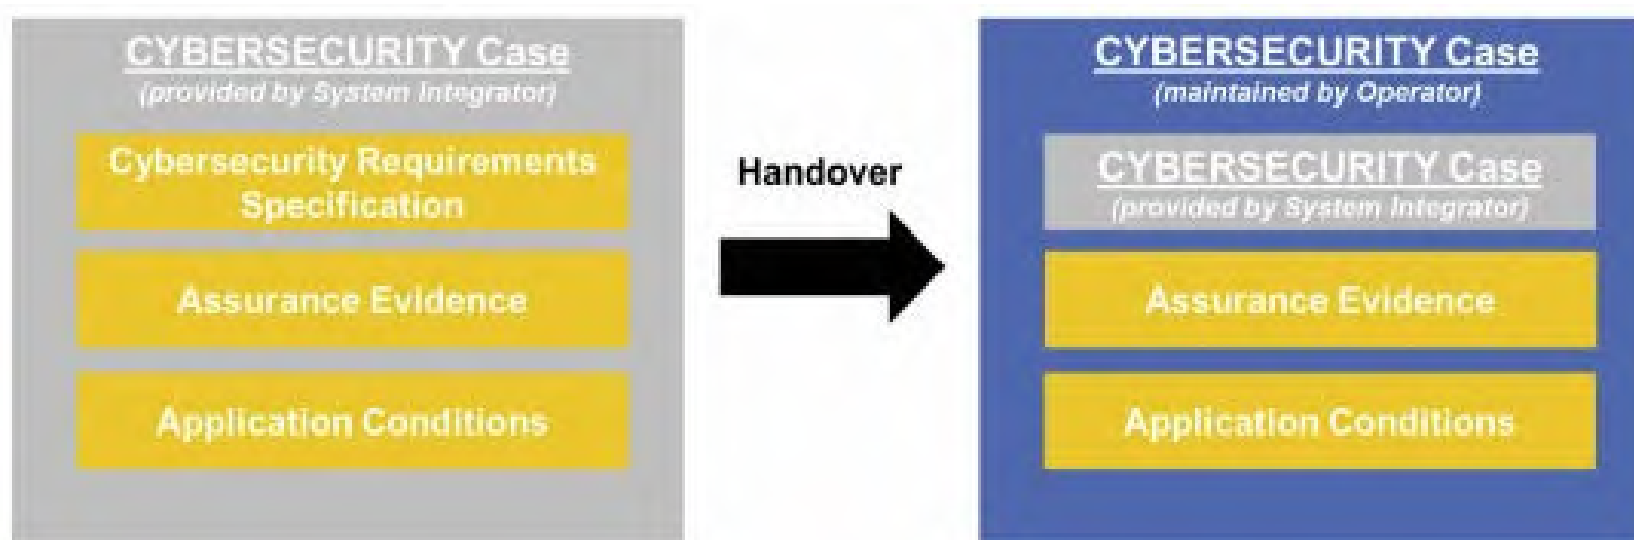 CYBERSECURITY Case
(provided by System Integrator)
Cybersecurity Requirements
Specification
Assurance Evidence
Application Conditions
Handover
CYBERSECURITY Case
(maintained by Operator)
CYBERSECURITY Case
(provided by System Integrator)
Assurance Evidence
Application Conditions